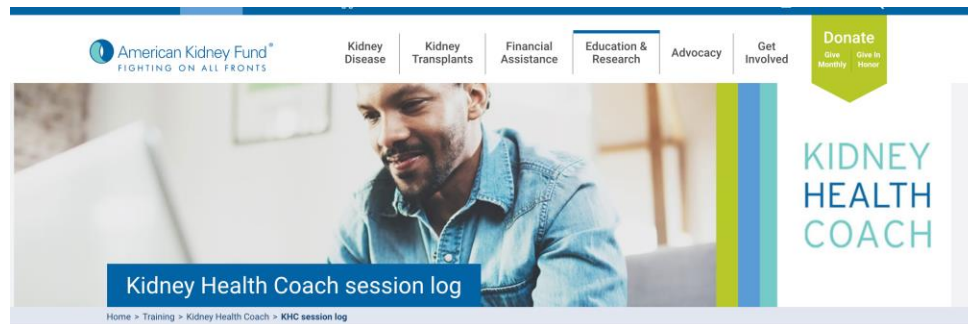 American Kidney Fund®
FIGHTING ON ALL FRONTS
Kidney
Disease
Kidney
Transplants
Financial
Assistance
Education &
Research
Advocacy
Get
Involved
Donate
Give
Monthly
Give In
Honor
KIDNEY
HEALTH
COACH
Kidney Health Coach session log
Home > Training > Kidney Health Coach > KHC session log